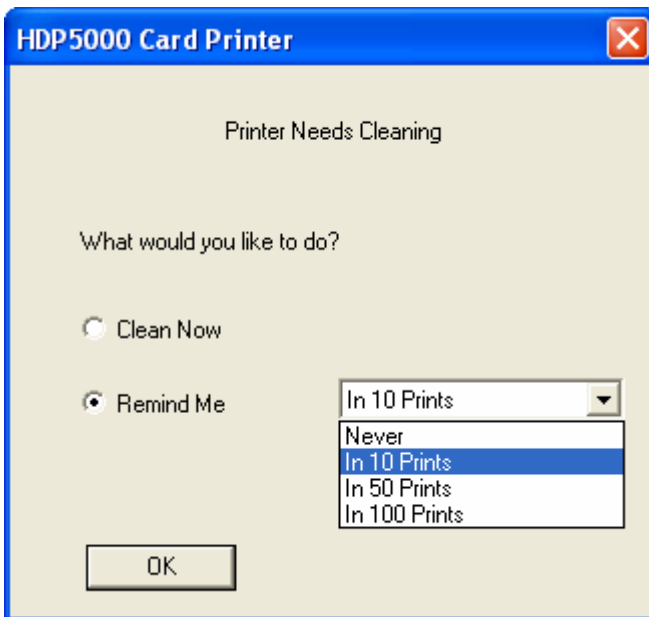 HDP5000 Card Printer
Printer Needs Cleaning
What would you like to do?
Clean Now
Remind Me In 10 Prints
Never
In 10 Prints
In 50 Prints
In 100 Prints
OK